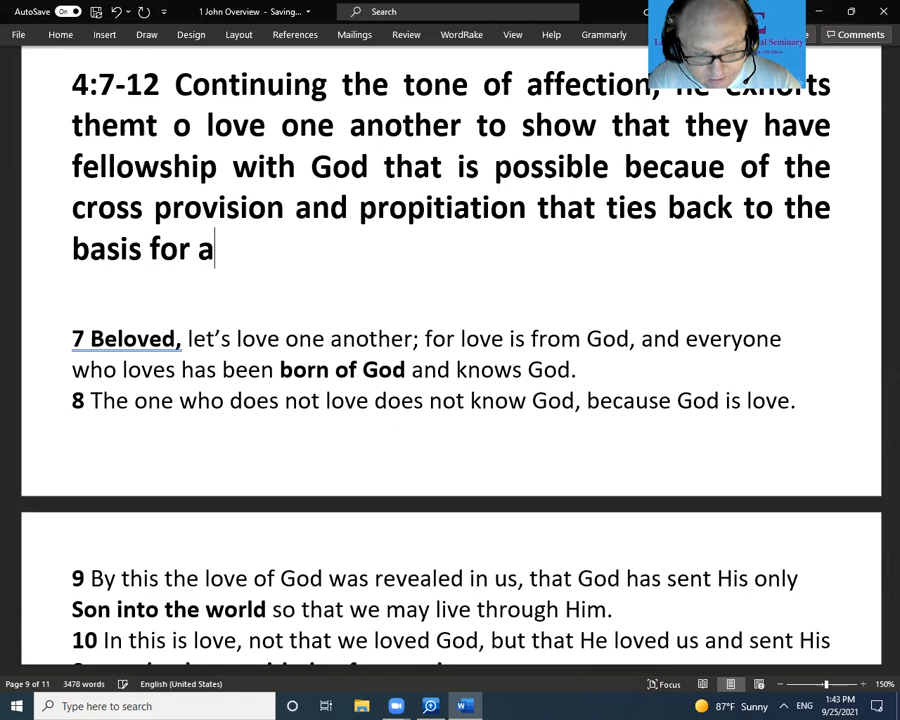 AutoSave On 1 John Overview - Saving... Search
File Home Insert Draw Design Layout References Mailings Review View WordRake Help Grammarly Comments
Seminary
4:7-12 Continuing the tone of affection, he exhorts
themt o love one another to show that they have
fellowship with God that is possible becaue of the
cross provision and propitiation that ties back to the
basis for a
7 Beloved, let’s love one another; for love is from God, and everyone
who loves has been born of God and knows God.
8 The one who does not love does not know God, because God is love.
9 By this the love of God was revealed in us, that God has sent His only
Son into the world so that we may live through Him.
10 In this is love, not that we loved God, but that He loved us and sent His
Page 9 of 11 3478 words English (United States) Focus 150%
Type here to search 87°F Sunny ENG 1:43 PM
9/25/2021